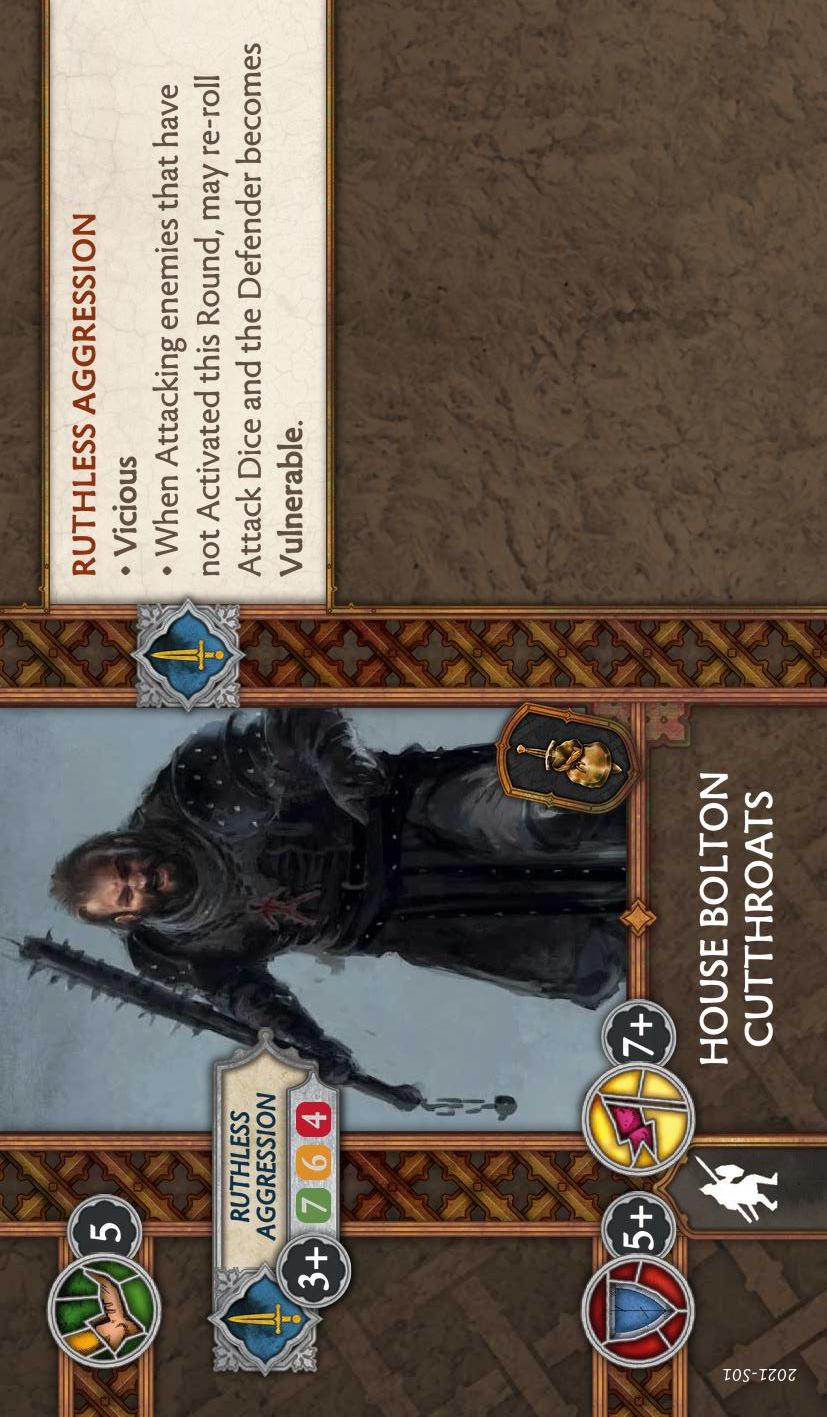 5
RUTHLESS
AGGRESSION
3+
7 6 4
5+
7+
HOUSE BOLTON
CUTTHROATS
2021-S01
RUTHLESS AGGRESSION
• Vicious
• When Attacking enemies that have
not Activated this Round, may re-roll
Attack Dice and the Defender becomes
Vulnerable.